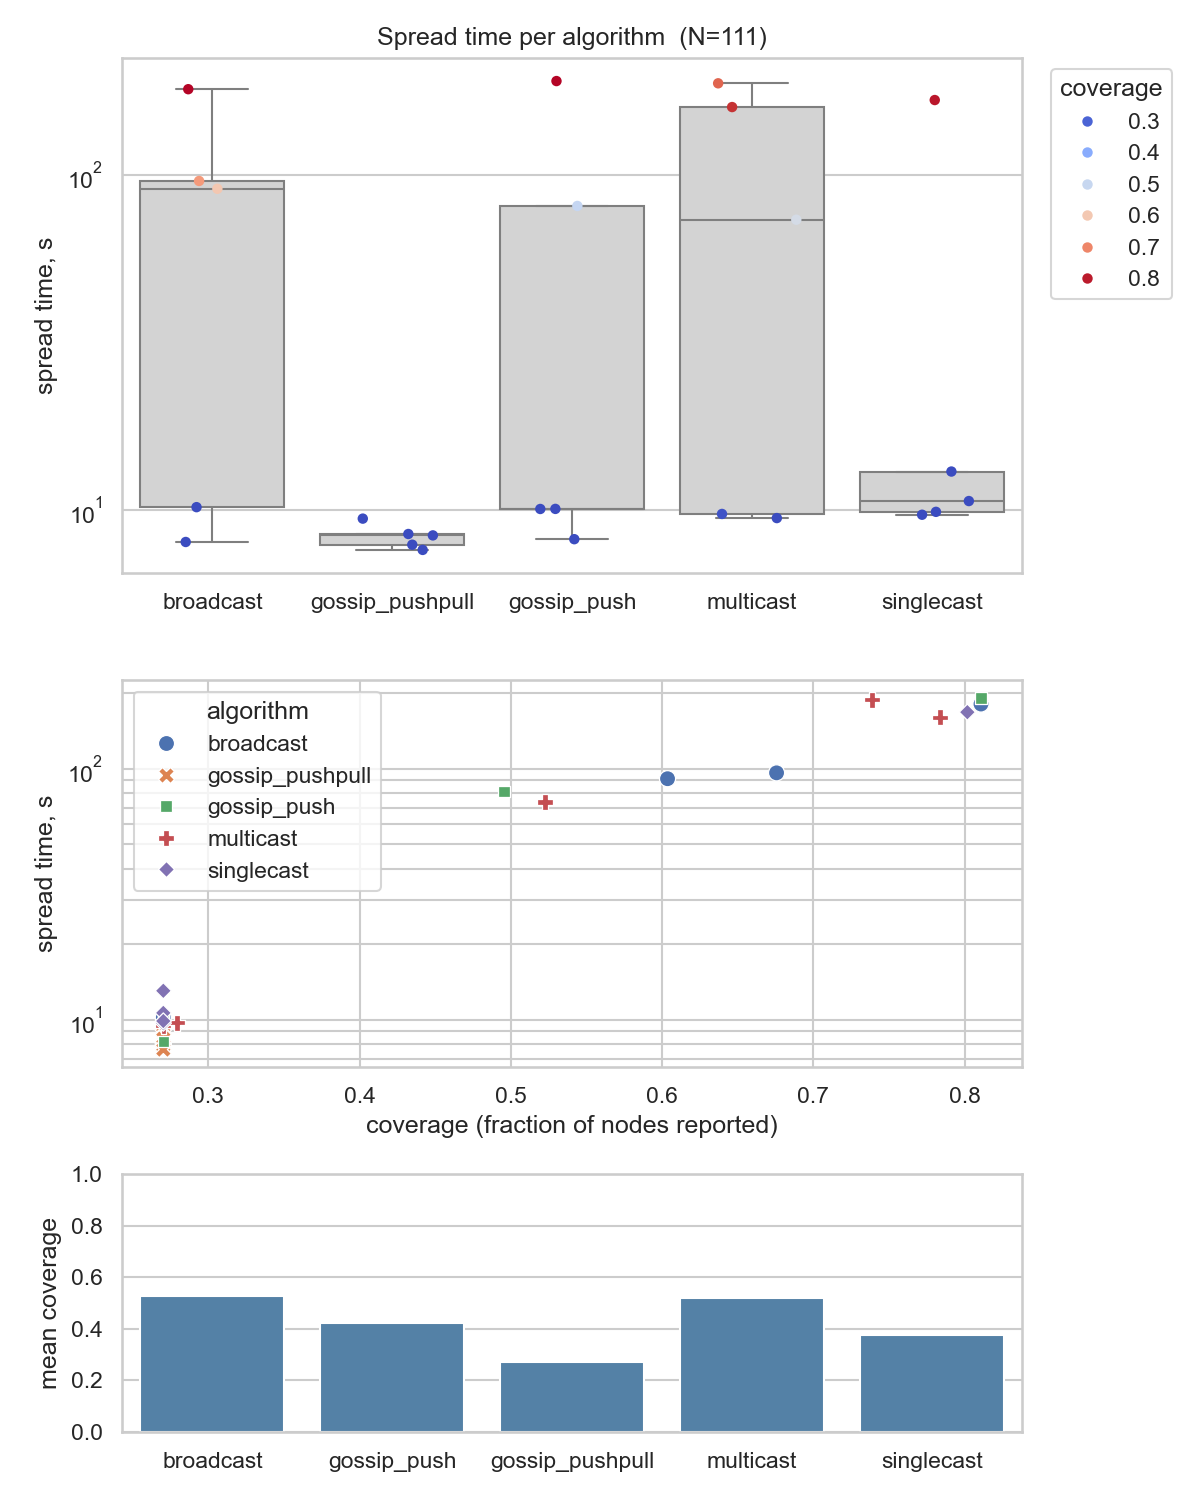 Spread time per algorithm  (N=111)
spread time, s
10²
10¹
broadcast
gossip_pushpull
gossip_push
multicast
singlecast
coverage
0.3
0.4
0.5
0.6
0.7
0.8
spread time, s
10²
10¹
algorithm
broadcast
gossip_pushpull
gossip_push
multicast
singlecast
0.3
0.4
0.5
0.6
0.7
0.8
coverage (fraction of nodes reported)
mean coverage
1.0
0.8
0.6
0.4
0.2
0.0
broadcast
gossip_push
gossip_pushpull
multicast
singlecast